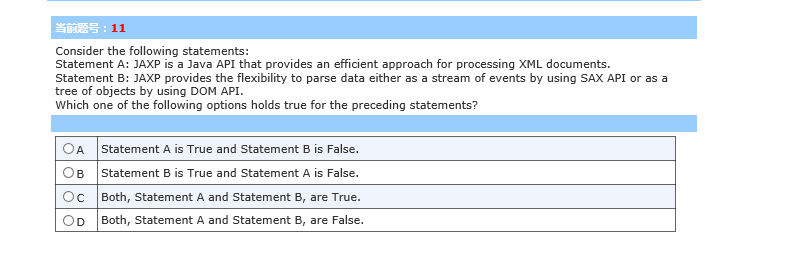 当前题号：11
Consider the following statements:
Statement A: JAXP is a Java API that provides an efficient approach for processing XML documents.
Statement B: JAXP provides the flexibility to parse data either as a stream of events by using SAX API or as a
tree of objects by using DOM API.
Which one of the following options holds true for the preceding statements?
A Statement A is True and Statement B is False.
B Statement B is True and Statement A is False.
C Both, Statement A and Statement B, are True.
D Both, Statement A and Statement B, are False.